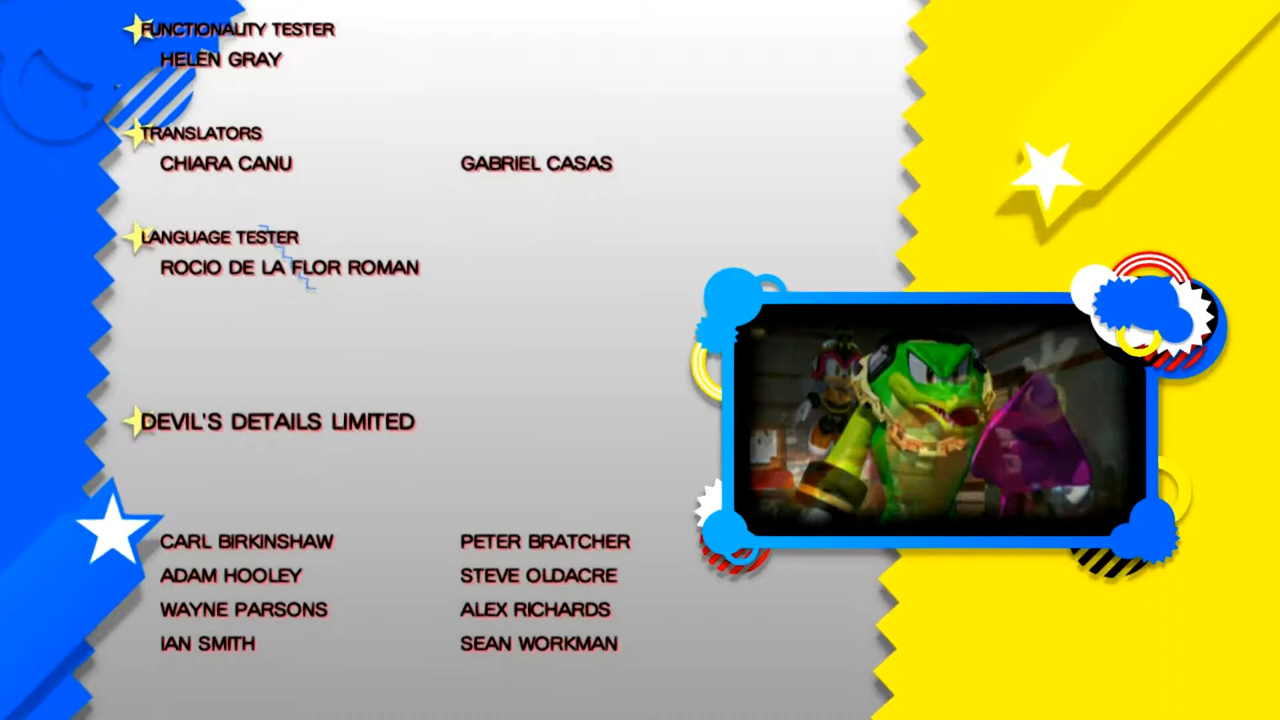 FUNCTIONALITY TESTER
HELEN GRAY
TRANSLATORS
CHIARA CANU GABRIEL CASAS
LANGUAGE TESTER
ROCIO DE LA FLOR ROMAN
DEVIL'S DETAILS LIMITED
CARL BIRKINSHAW PETER BRATCHER
ADAM HOOLEY STEVE OLDACRE
WAYNE PARSONS ALEX RICHARDS
IAN SMITH SEAN WORKMAN